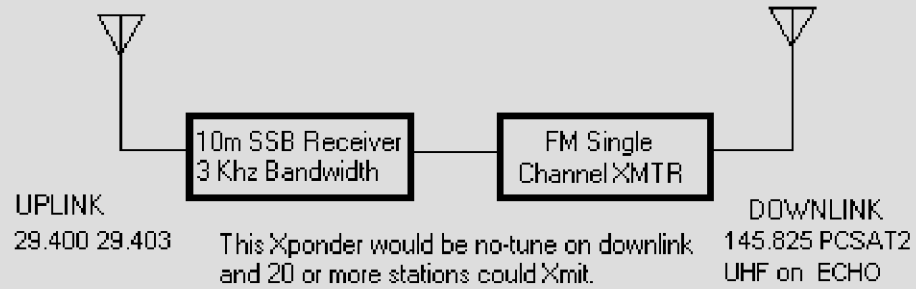 10m SSB Receiver
3 Khz Bandwidth
FM Single
Channel XMTR
UPLINK
29.400 29.403
This Xponder would be no-tune on downlink
and 20 or more stations could Xmit.
DOWNLINK
145.825 PCSAT2
UHF on ECHO